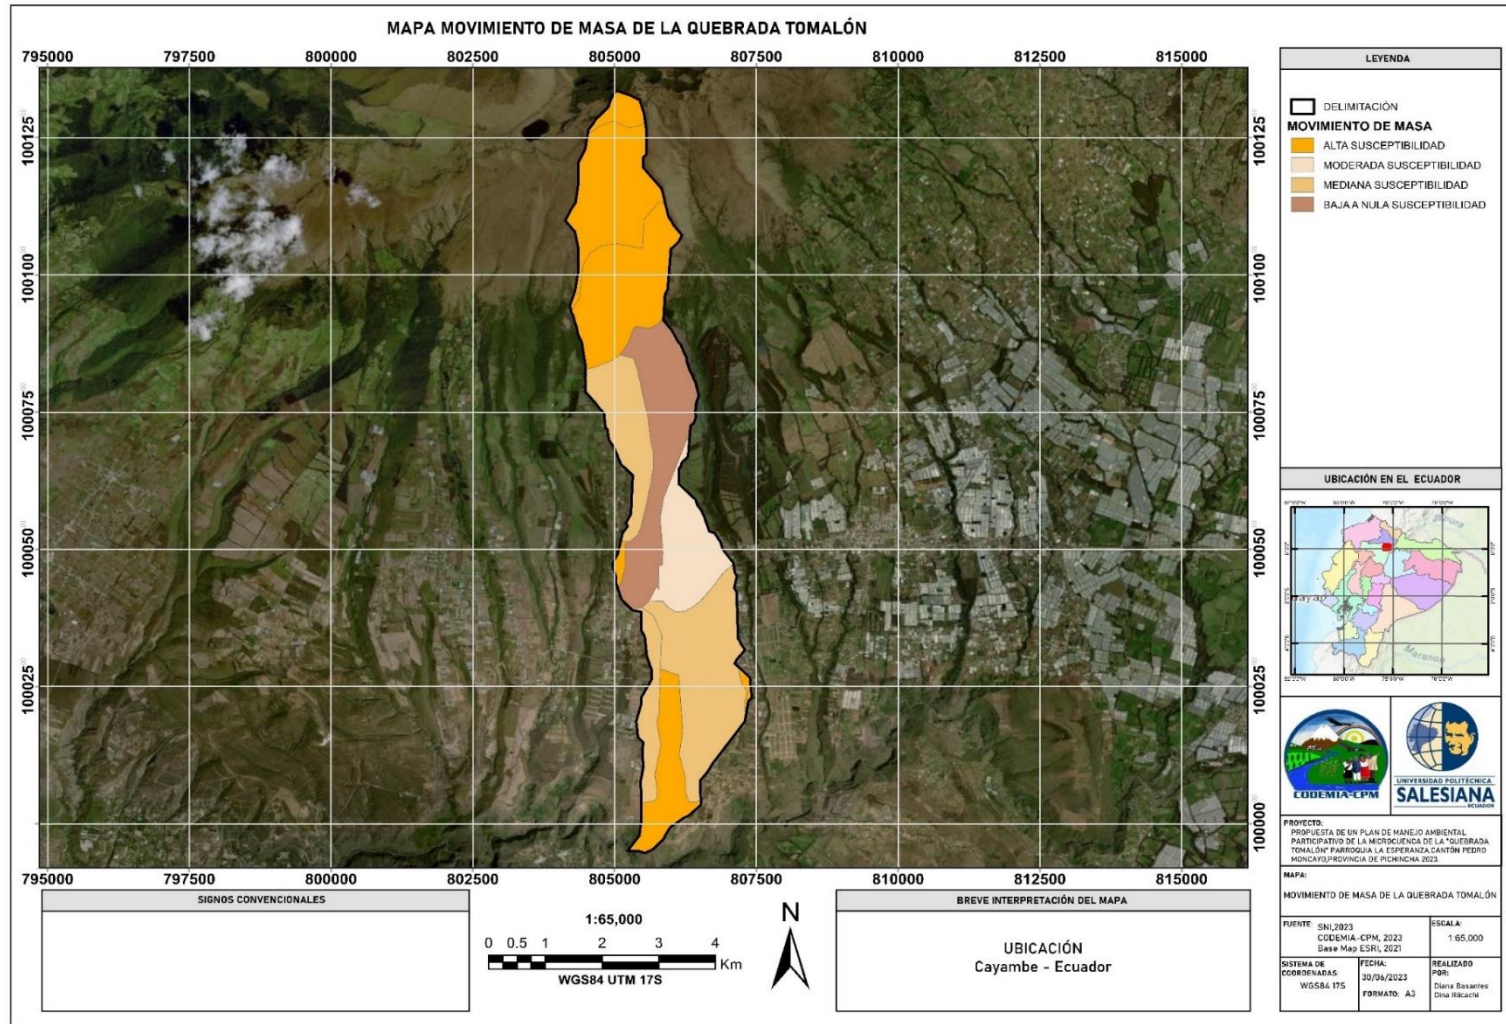 MAPA MOVIMIENTO DE MASA DE LA QUEBRADA TOMALÓN
795000 797500 800000 802500 805000 807500 810000 812500 815000
100125 100125
100100 100100
100075 100075
100050 100050
100025 100025
100000 100000
795000 797500 800000 802500 805000 807500 810000 812500 815000
LEYENDA
DELIMITACIÓN
MOVIMIENTO DE MASA
ALTA SUSCEPTIBILIDAD
MODERADA SUSCEPTIBILIDAD
MEDIANA SUSCEPTIBILIDAD
BAJA A NULA SUSCEPTIBILIDAD
UBICACIÓN EN EL ECUADOR
CODEMIA-CPM
UNIVERSIDAD POLITÉCNICA
SALESIANA
ECUADOR
PROYECTO:
PROPUESTA DE UN PLAN DE MANEJO AMBIENTAL
PARTICIPATIVO DE LA MICROCUENCA DE LA "QUEBRADA
TOMALÓN" PARROQUIA LA ESPERANZA,CANTÓN PEDRO
MONCAYO,PROVINCIA DE PICHINCHA 2023.
MAPA:
MOVIMIENTO DE MASA DE LA QUEBRADA TOMALÓN
FUENTE: SNI,2023
CODEMIA-CPM, 2023
Base Map ESRI, 2021
ESCALA:
1:65,000
SISTEMA DE
COORDENADAS:
WGS84 17S
FECHA:
30/06/2023
FORMATO: A3
REALIZADO
POR:
Diana Basantes
SIGNOS CONVENCIONALES
1:65,000
0 0.5 1 2 3 4
Km
WGS84 UTM 17S
N
BREVE INTERPRETACIÓN DEL MAPA
UBICACIÓN
Cayambe - Ecuador